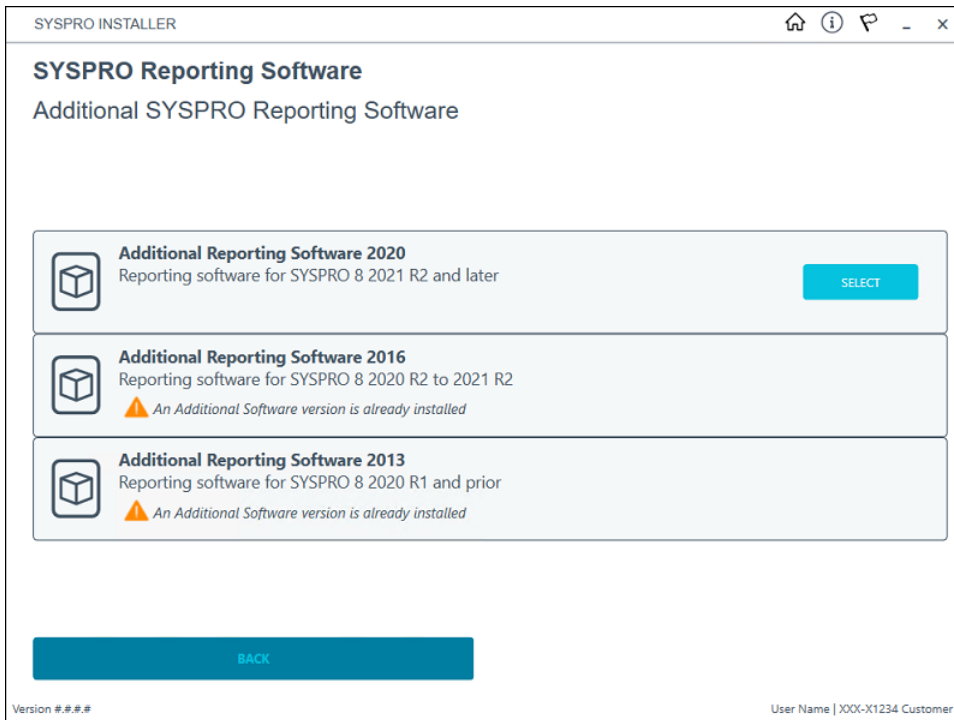 SYSPRO INSTALLER
SYSPRO Reporting Software
Additional SYSPRO Reporting Software
Additional Reporting Software 2020
Reporting software for SYSPRO 8 2021 R2 and later
SELECT
Additional Reporting Software 2016
Reporting software for SYSPRO 8 2020 R2 to 2021 R2
An Additional Software version is already installed
Additional Reporting Software 2013
Reporting software for SYSPRO 8 2020 R1 and prior
An Additional Software version is already installed
BACK
Version #.#.#.#
User Name | XXX-X1234 Customer